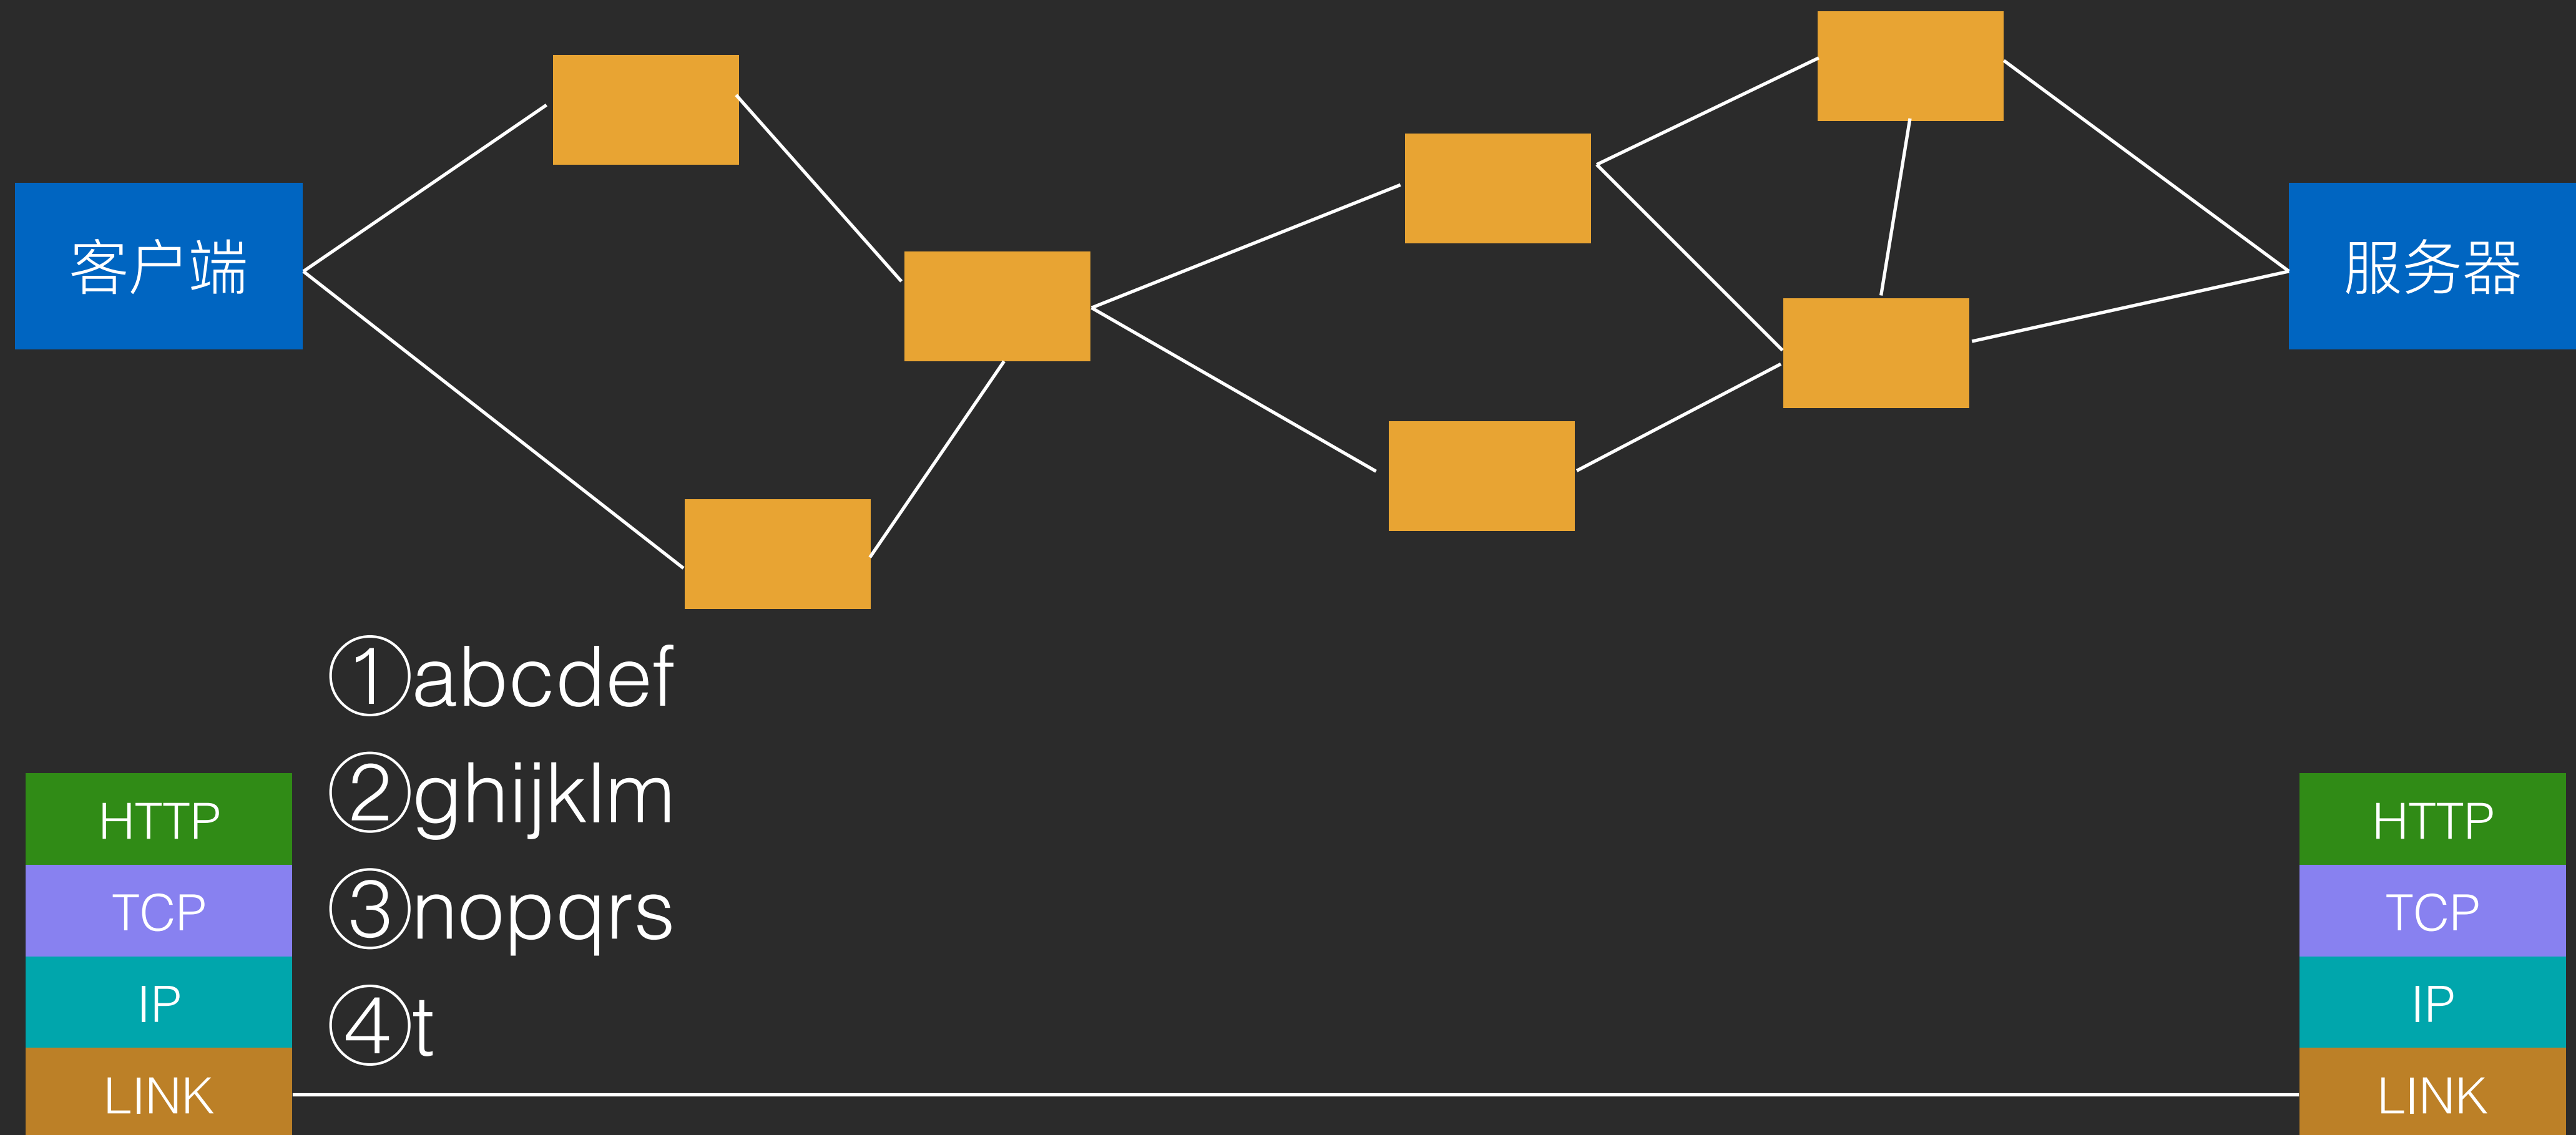 客户端
服务器
①abcdef
②ghijklm
③nopqrs
④t
HTTP
TCP
IP
LINK
HTTP
TCP
IP
LINK